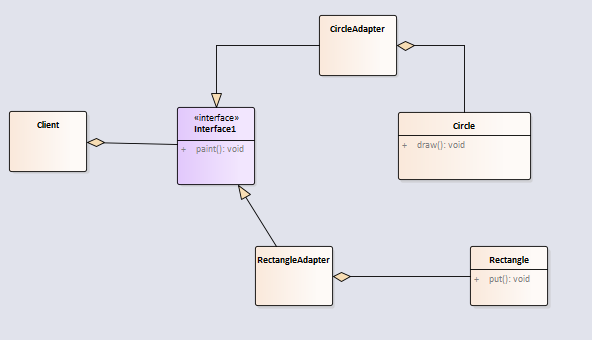 CircleAdapter
Client
«interface»
Interface1
+ paint(): void
Circle
+ draw(): void
RectangleAdapter
Rectangle
+ put(): void